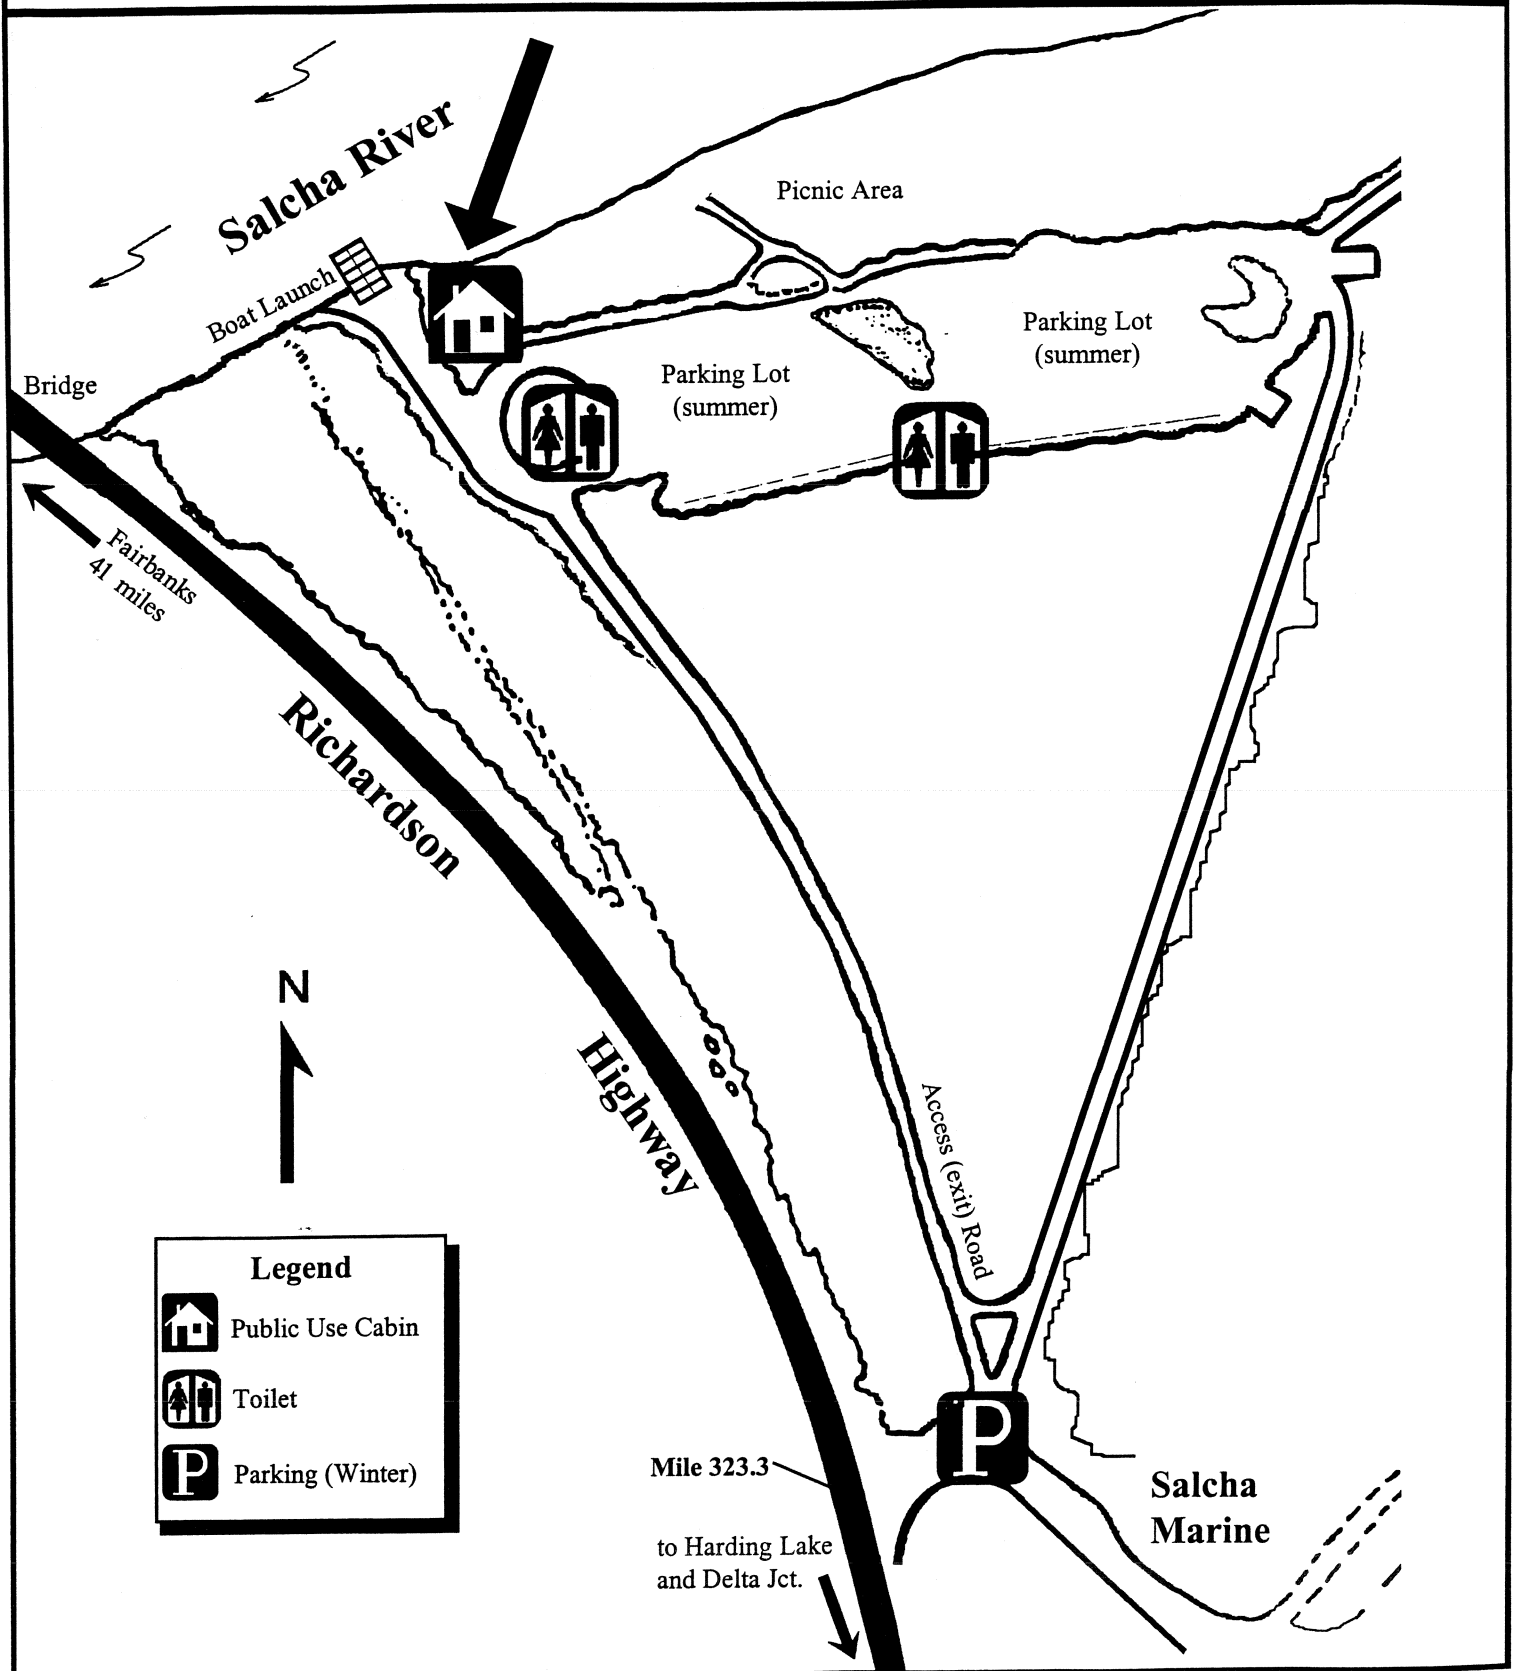 Salcha River
Picnic Area
Boat Launch
Parking Lot
(summer)
Parking Lot
(summer)
Bridge
Fairbanks
41 miles
Richardson
Highway
N
Access (exit) Road
Legend
Public Use Cabin
Toilet
P
Parking (Winter)
P
Mile 323.3
Salcha
Marine
to Harding Lake
and Delta Jct.